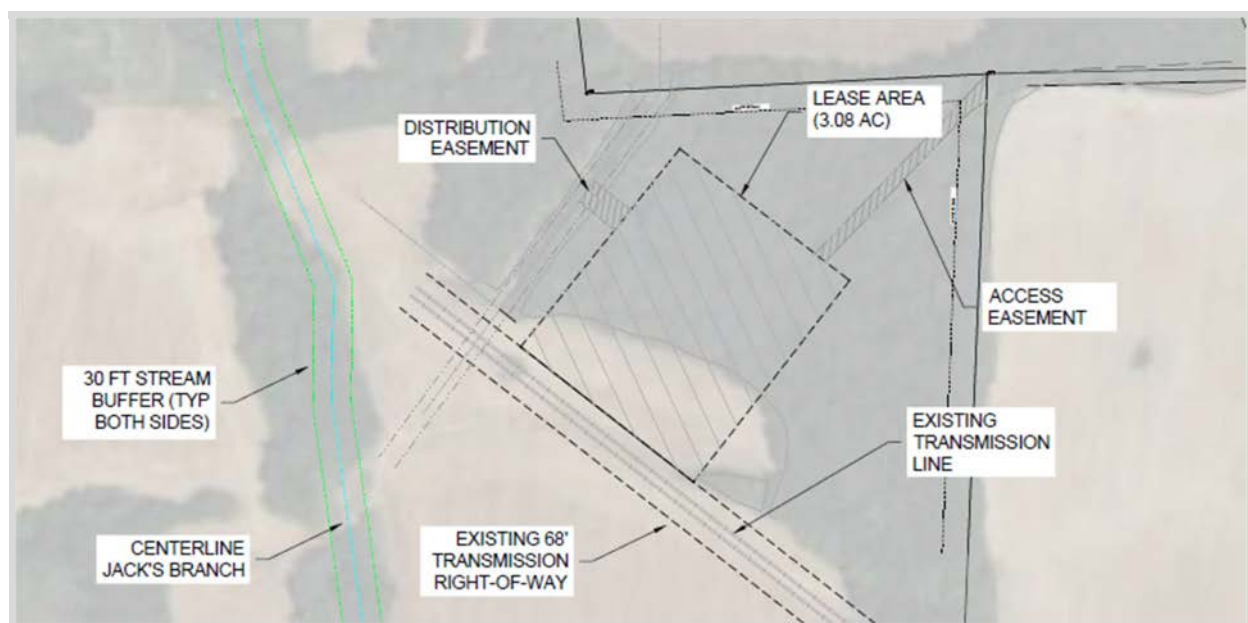 LEASE AREA
(3.08 AC)
DISTRIBUTION
EASEMENT
ACCESS
EASEMENT
30 FT STREAM
BUFFER (TYP
BOTH SIDES)
EXISTING
TRANSMISSION
LINE
CENTERLINE
JACK'S BRANCH
EXISTING 68'
TRANSMISSION
RIGHT-OF-WAY